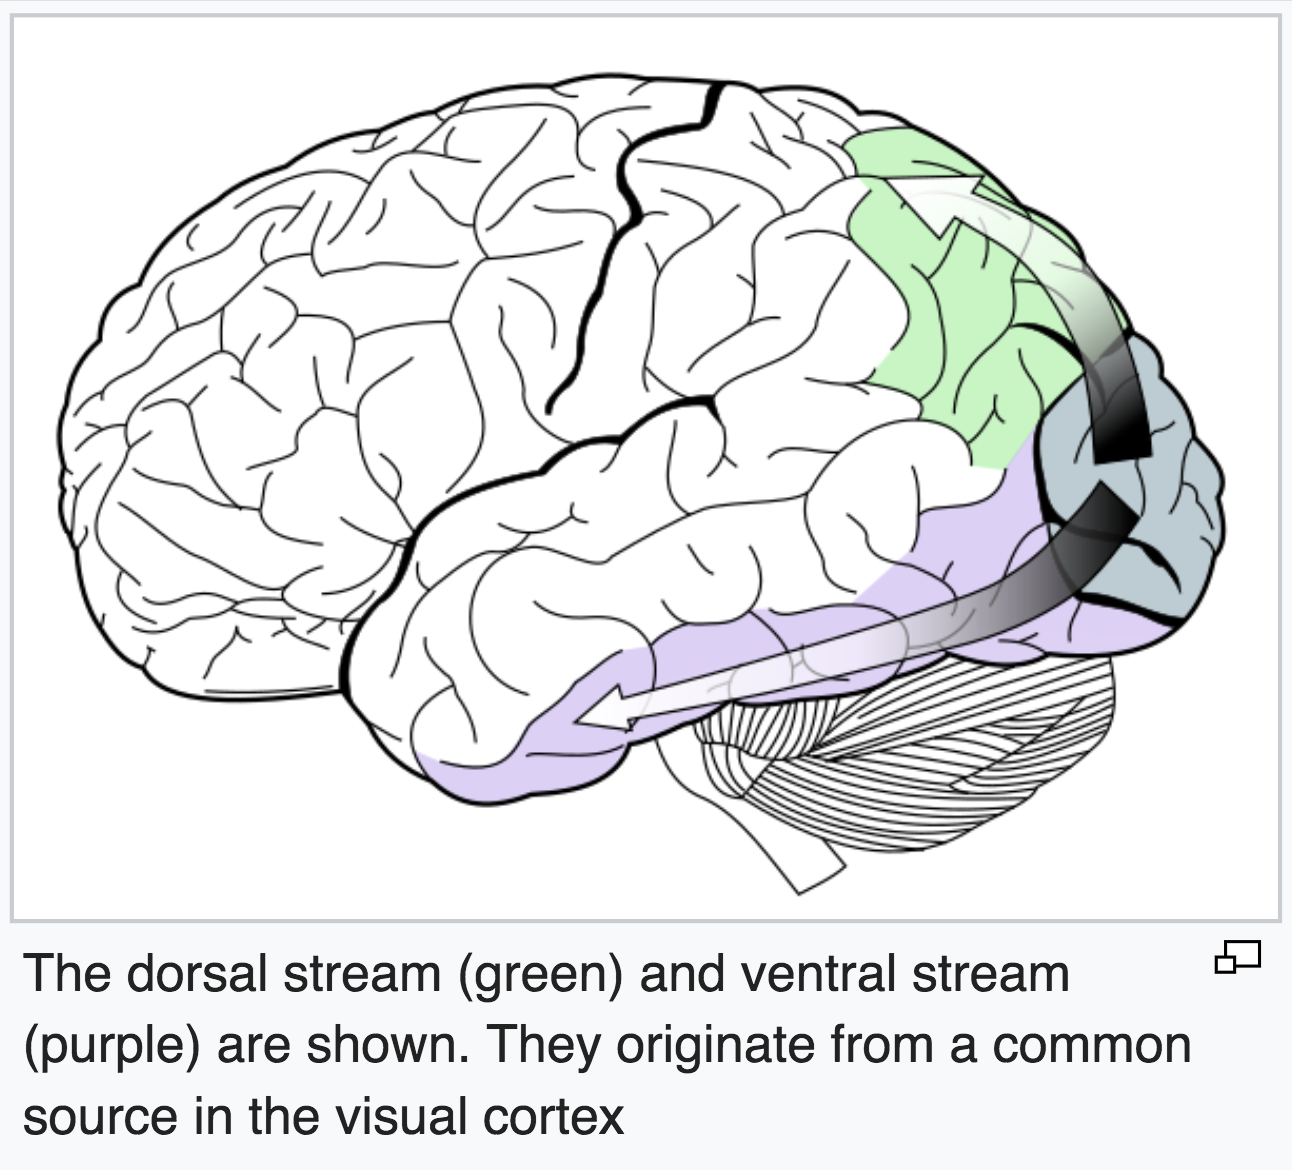 The dorsal stream (green) and ventral stream
(purple) are shown. They originate from a common
source in the visual cortex